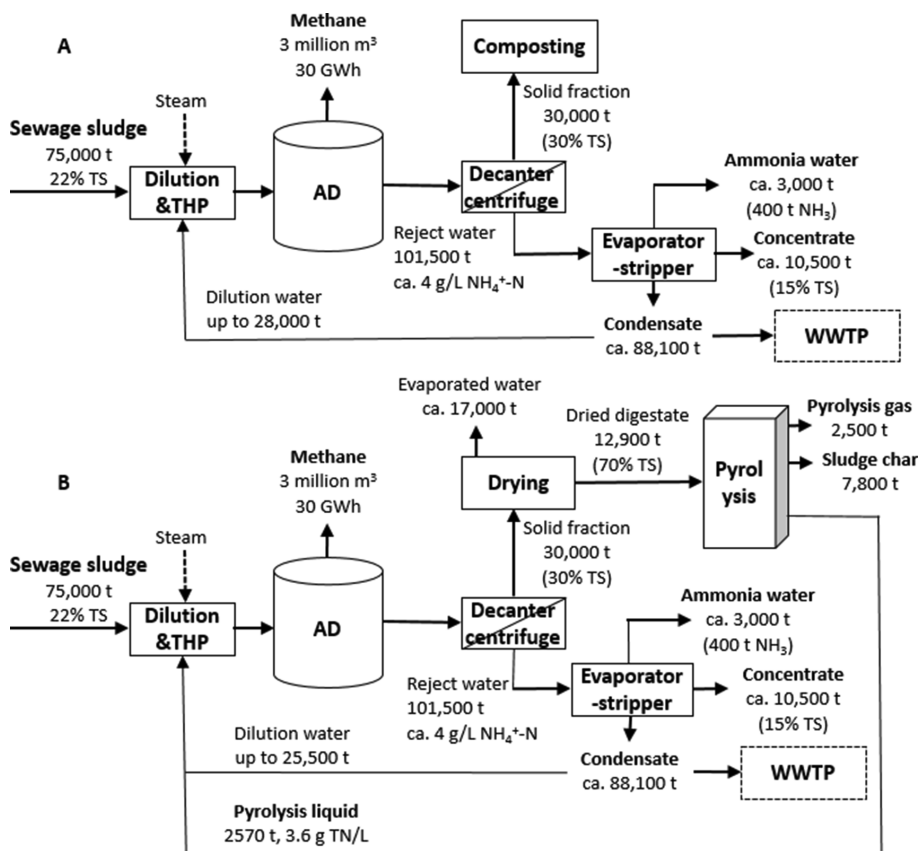 A
Methane
3 million m³
30 GWh
Composting
Steam
Solid fraction
30,000 t
(30% TS)
Sewage sludge
75,000 t
22% TS
Dilution
&THP
AD
Decanter
centrifuge
Ammonia water
ca. 3,000 t
(400 t NH₃)
Reject water
101,500 t
ca. 4 g/L NH₄⁺-N
Evaporator
-stripper
Concentrate
ca. 10,500 t
(15% TS)
Dilution water
up to 28,000 t
Condensate
ca. 88,100 t
WWTP
B
Evaporated water
ca. 17,000 t
Dried digestate
12,900 t
(70% TS)
Pyrolysis gas
2,500 t
Sludge char
7,800 t
Methane
3 million m³
30 GWh
Drying
Pyrol
ysis
Steam
Solid fraction
30,000 t
(30% TS)
Sewage sludge
75,000 t
22% TS
Dilution
&THP
AD
Decanter
centrifuge
Ammonia water
ca. 3,000 t
(400 t NH₃)
Reject water
101,500 t
ca. 4 g/L NH₄⁺-N
Evaporator
-stripper
Concentrate
ca. 10,500 t
(15% TS)
Dilution water
up to 25,500 t
Condensate
ca. 88,100 t
WWTP
Pyrolysis liquid
2570 t, 3.6 g TN/L